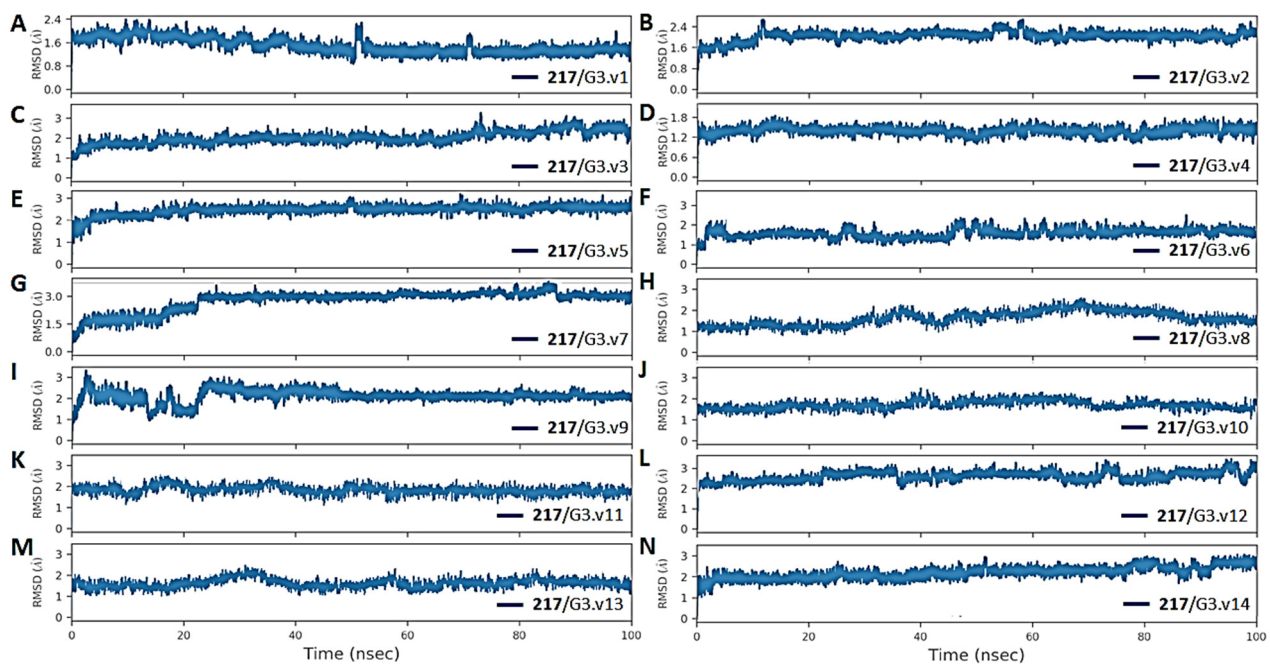 A
2.4
1.6
0.8
0.0
RMSD (Å)
217/G3.v1
B
2.4
1.6
0.8
0.0
RMSD (Å)
217/G3.v2
C
3
2
1
0
RMSD (Å)
217/G3.v3
D
1.8
1.2
0.6
0.0
RMSD (Å)
217/G3.v4
E
3
2
1
0
RMSD (Å)
217/G3.v5
F
3
2
1
0
RMSD (Å)
217/G3.v6
G
3.0
1.5
0.0
RMSD (Å)
217/G3.v7
H
3
2
1
0
RMSD (Å)
217/G3.v8
I
3
2
1
0
RMSD (Å)
217/G3.v9
J
3
2
1
0
RMSD (Å)
217/G3.v10
K
3
2
1
0
RMSD (Å)
217/G3.v11
L
3
2
1
0
RMSD (Å)
217/G3.v12
M
3
2
1
0
RMSD (Å)
217/G3.v13
0 20 40 60 80 100
Time (nsec)
N
3
2
1
0
RMSD (Å)
217/G3.v14
0 20 40 60 80 100
Time (nsec)